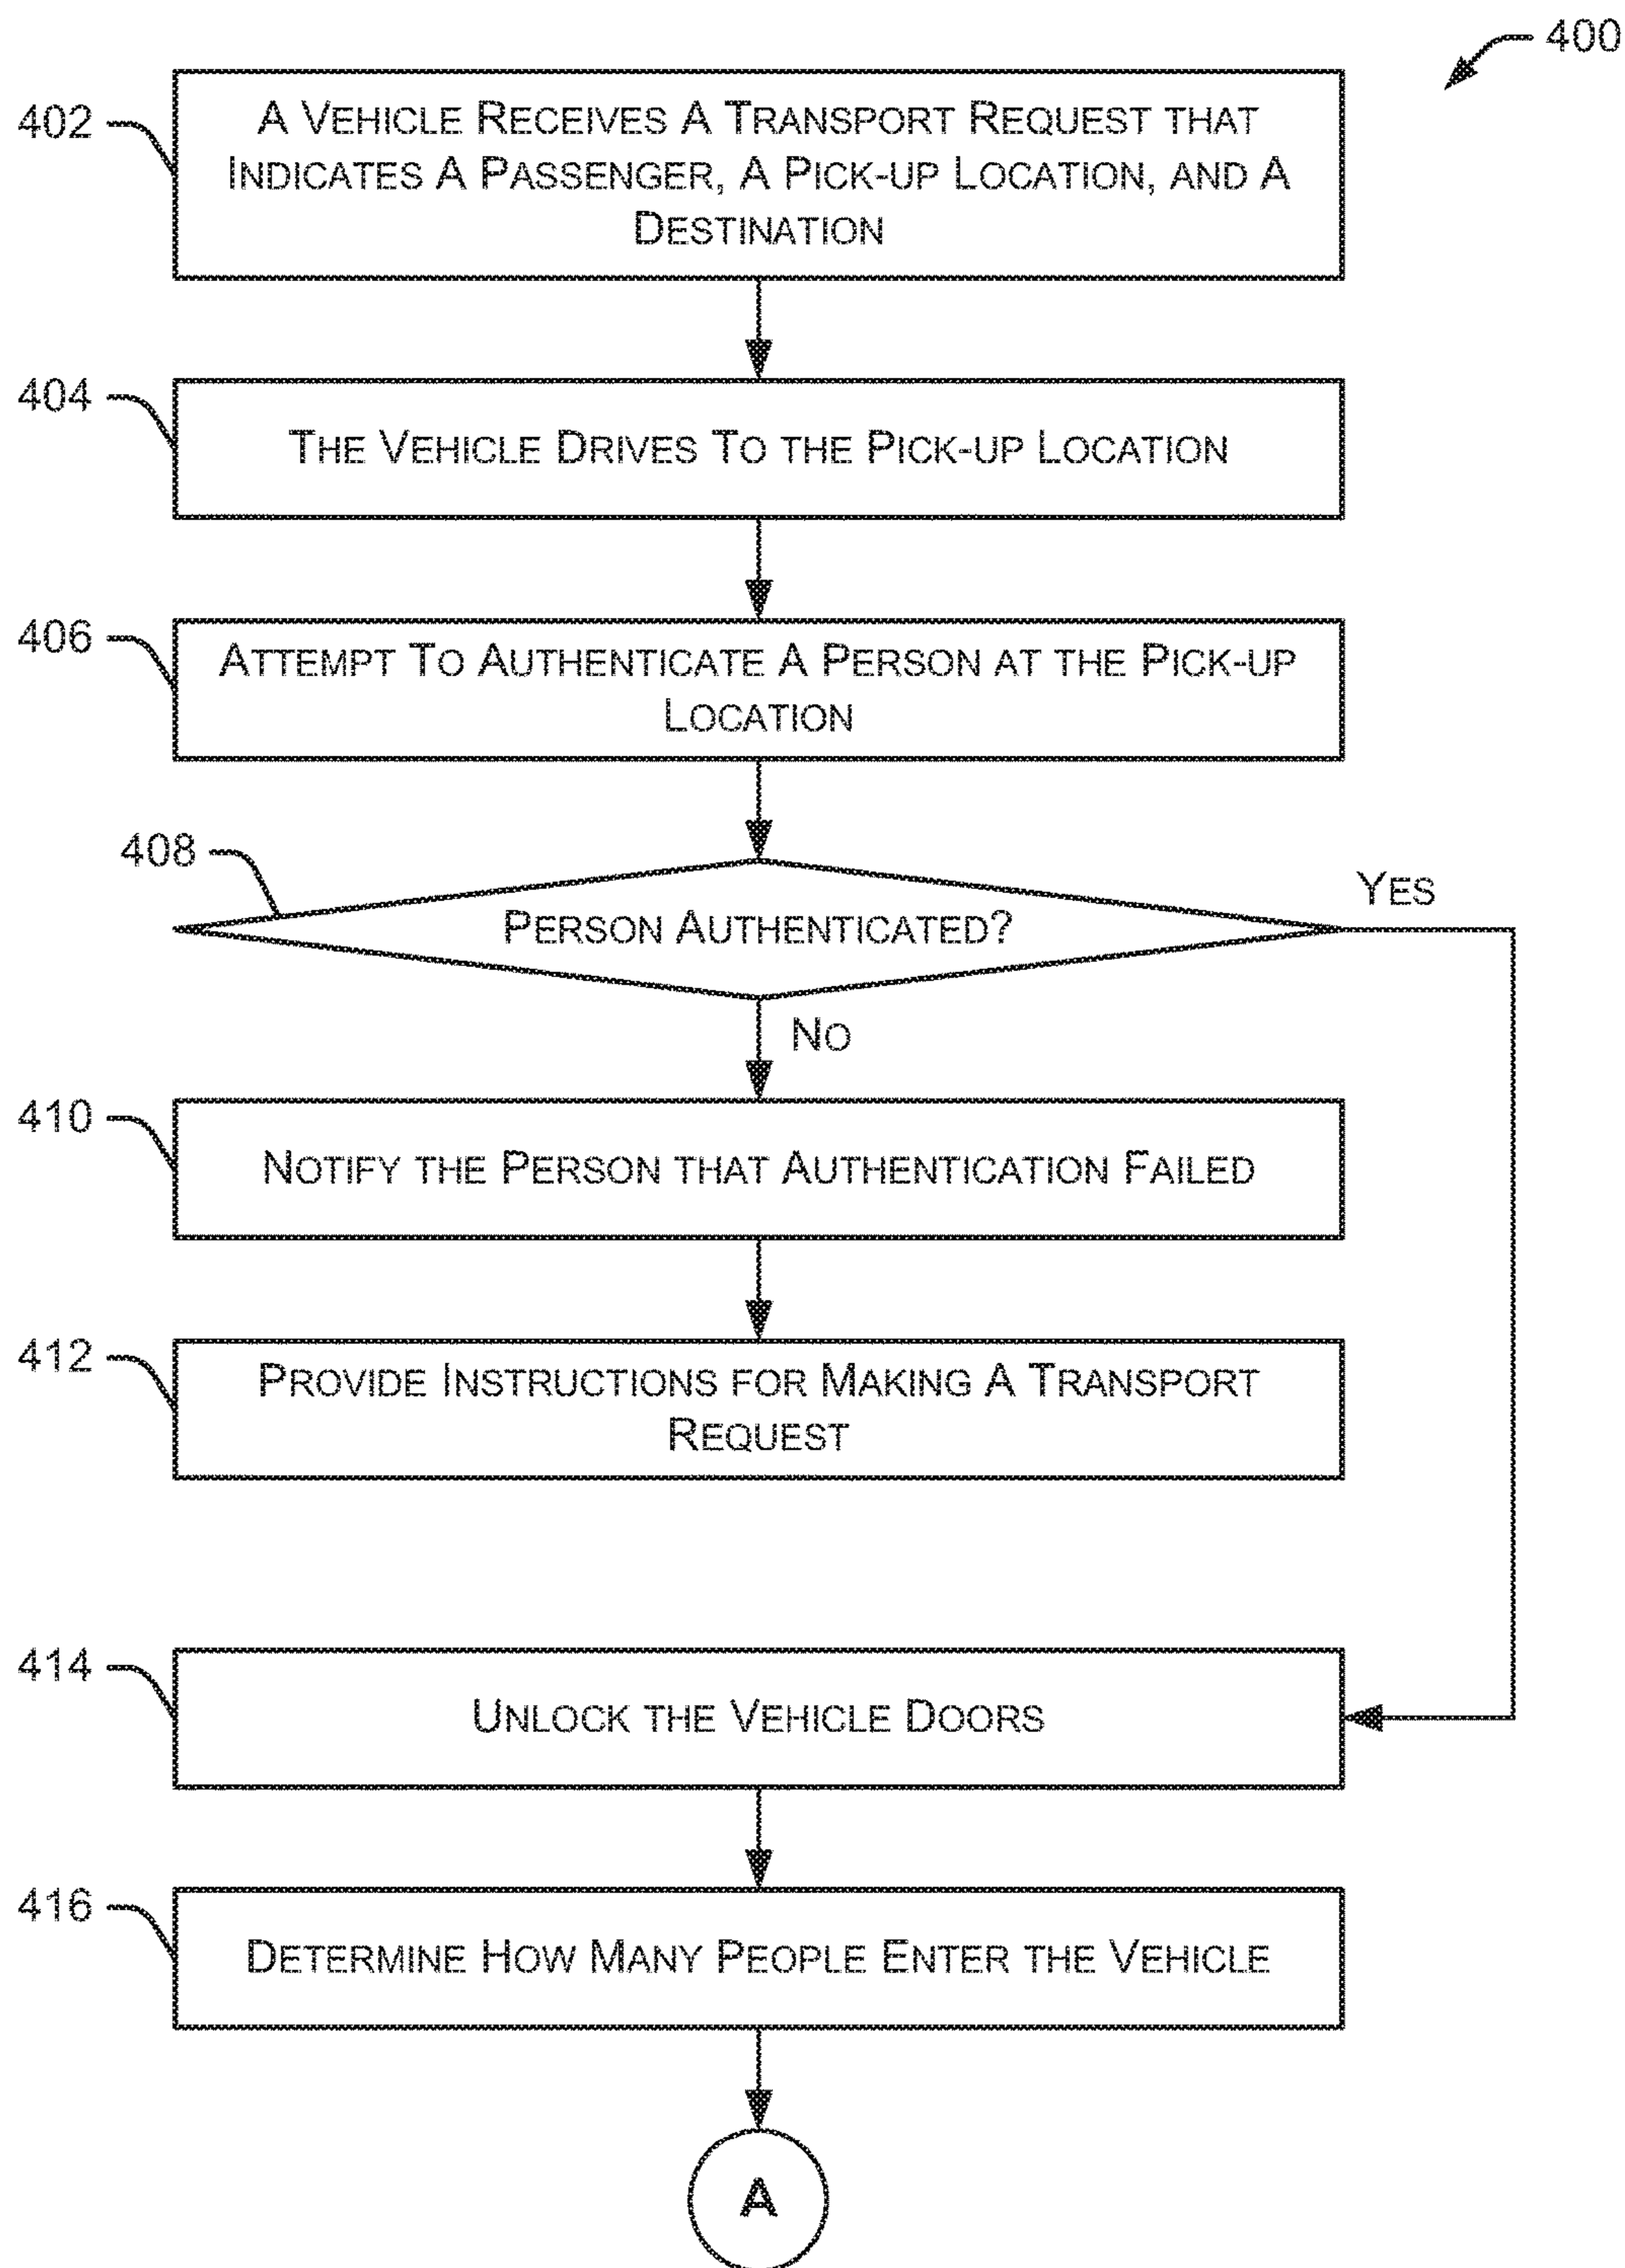 400
402
A VEHICLE RECEIVES A TRANSPORT REQUEST THAT
INDICATES A PASSENGER, A PICK-UP LOCATION, AND A
DESTINATION
404
THE VEHICLE DRIVES TO THE PICK-UP LOCATION
406
ATTEMPT TO AUTHENTICATE A PERSON AT THE PICK-UP
LOCATION
408
PERSON AUTHENTICATED?
YES
NO
410
NOTIFY THE PERSON THAT AUTHENTICATION FAILED
412
PROVIDE INSTRUCTIONS FOR MAKING A TRANSPORT
REQUEST
414
UNLOCK THE VEHICLE DOORS
416
DETERMINE HOW MANY PEOPLE ENTER THE VEHICLE
A